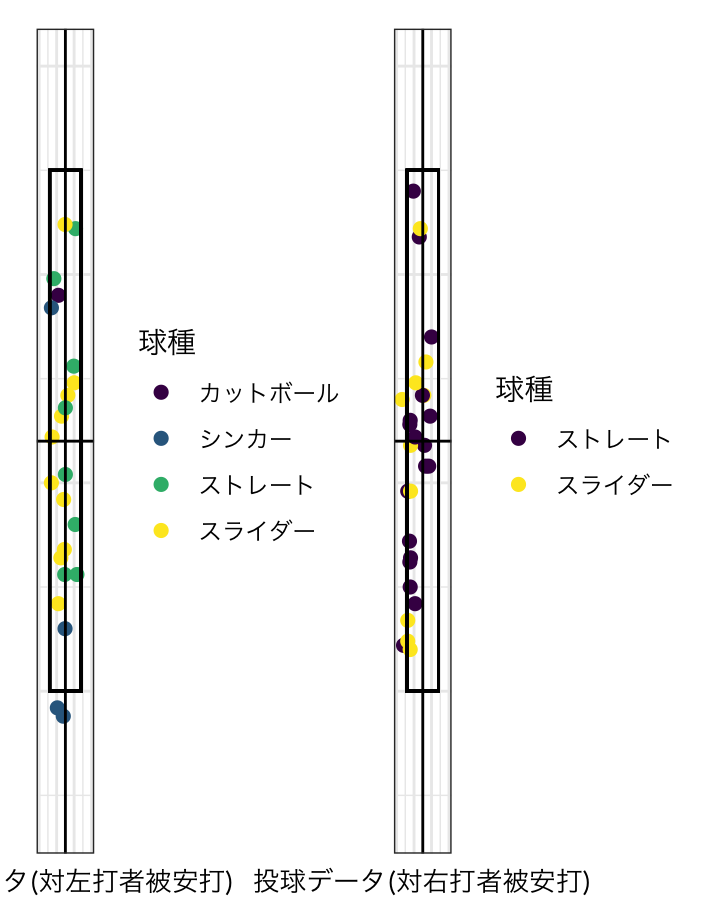 球種
カットボール
シンカー
ストレート
スライダー
球種
ストレート
スライダー
タ(対左打者被安打)
投球データ(対右打者被安打)